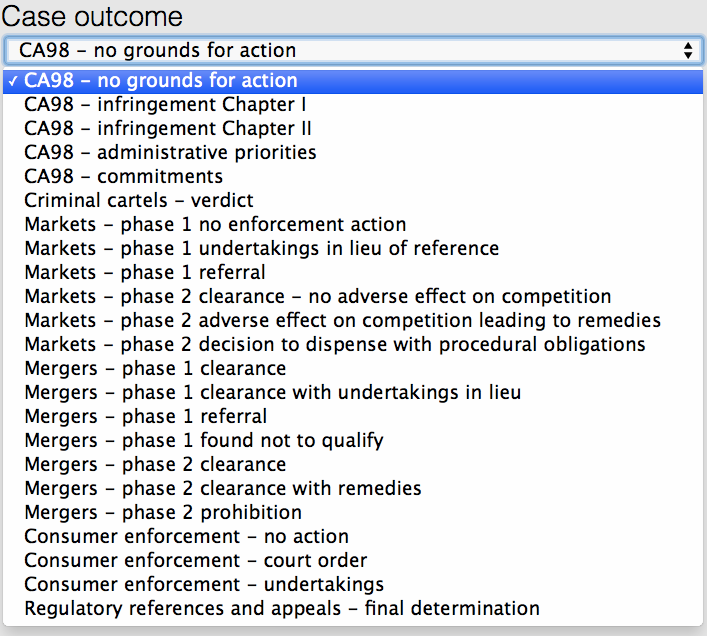 Case outcome
CA98 – no grounds for action
✓ CA98 – no grounds for action
CA98 – infringement Chapter I
CA98 – infringement Chapter II
CA98 – administrative priorities
CA98 – commitments
Criminal cartels – verdict
Markets – phase 1 no enforcement action
Markets – phase 1 undertakings in lieu of reference
Markets – phase 1 referral
Markets – phase 2 clearance – no adverse effect on competition
Markets – phase 2 adverse effect on competition leading to remedies
Markets – phase 2 decision to dispense with procedural obligations
Mergers – phase 1 clearance
Mergers – phase 1 clearance with undertakings in lieu
Mergers – phase 1 referral
Mergers – phase 1 found not to qualify
Mergers – phase 2 clearance
Mergers – phase 2 clearance with remedies
Mergers – phase 2 prohibition
Consumer enforcement – no action
Consumer enforcement – court order
Consumer enforcement – undertakings
Regulatory references and appeals – final determination